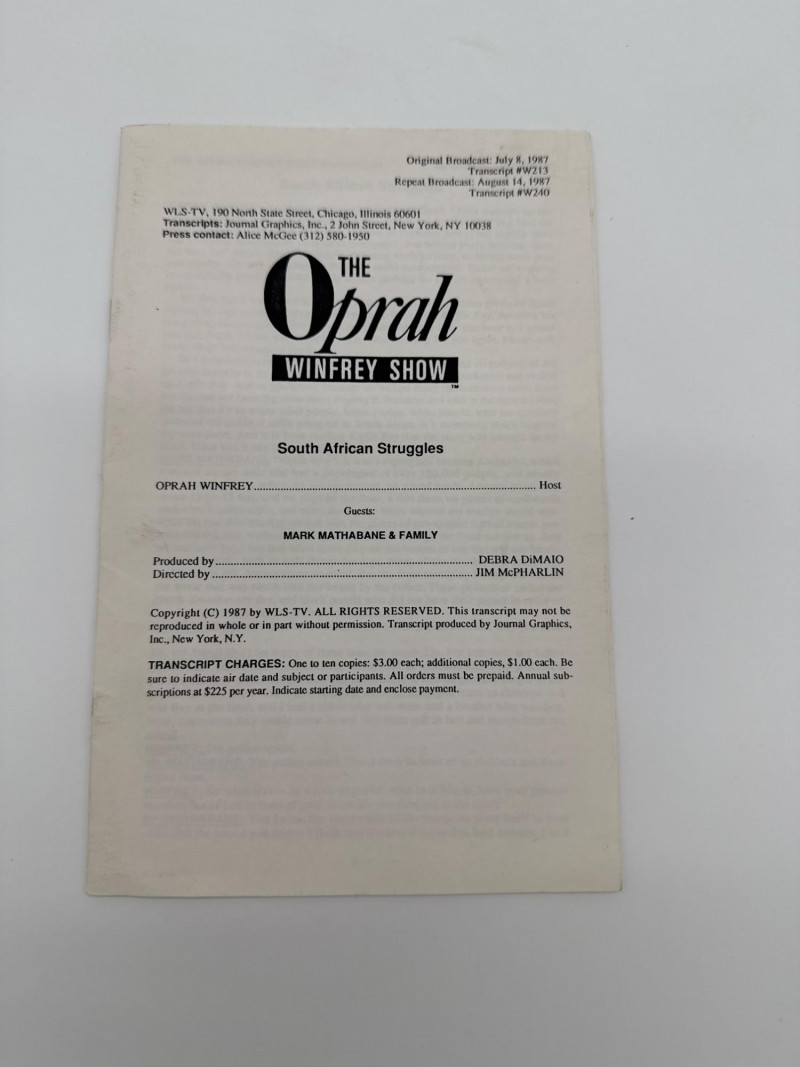 Original Broadcast: July 8, 1987
Transcript #W213
Repeat Broadcast: August 14, 1987
Transcript #W240
WLS-TV, 190 North State Street, Chicago, Illinois 60601
Transcripts: Journal Graphics, Inc., 2 John Street, New York, NY 10038
Press contact: Alice McGee (312) 580-1950
THE
Oprah
WINFREY SHOW
™
South African Struggles
OPRAH WINFREY.................................................................................................. Host
Guests:
MARK MATHABANE & FAMILY
Produced by......................................................................................... DEBRA DiMAIO
Directed by ......................................................................................... JIM McPHARLIN
Copyright (C) 1987 by WLS-TV. ALL RIGHTS RESERVED. This transcript may not be
reproduced in whole or in part without permission. Transcript produced by Journal Graphics,
Inc., New York, N.Y.
TRANSCRIPT CHARGES: One to ten copies: $3.00 each; additional copies, $1.00 each. Be
sure to indicate air date and subject or participants. All orders must be prepaid. Annual sub-
scriptions at $225 per year. Indicate starting date and enclose payment.